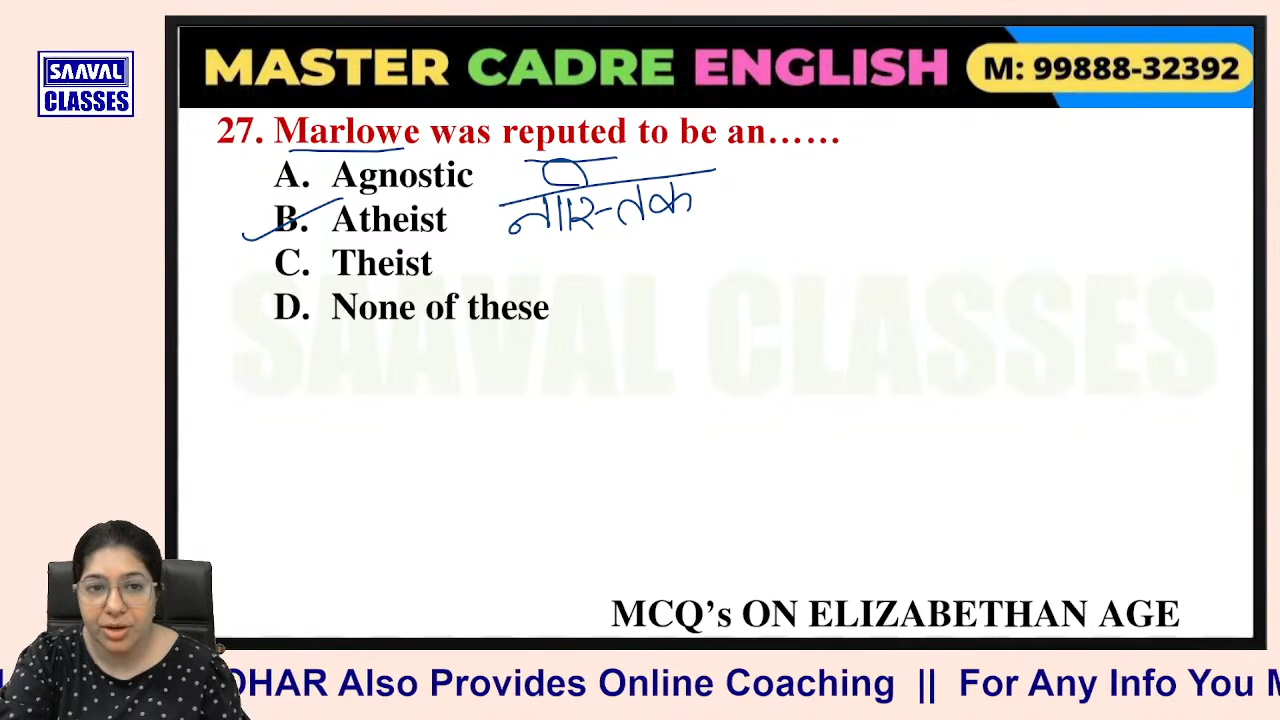 SAAVAL
CLASSES
MASTER CADRE ENGLISH
M: 99888-32392
27. Marlowe was reputed to be an......
A. Agnostic
B. Atheist
नास्तिक
C. Theist
D. None of these
SAAVAL CLASSES
MCQ’s ON ELIZABETHAN AGE
DHAR Also Provides Online Coaching || For Any Info You M